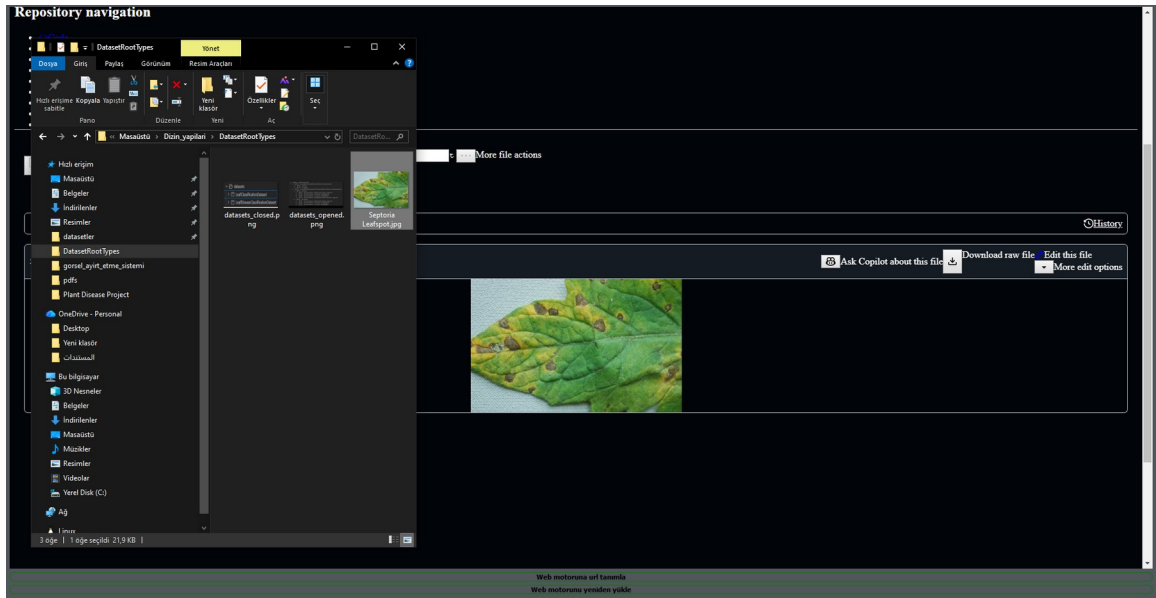 Repository navigation
DatasetRootTypes
Yönet
Dosya
Giriş
Paylaş
Görünüm
Resim Araçları
Hızlı erişime sabitle
Kopyala
Yapıştır
Yeni klasör
Özellikler
Seç
Pano
Düzenle
Yeni
Aç
« Masaüstü › Dizin_yapilari › DatasetRootTypes
DatasetRo...
More file actions
Hızlı erişim
Masaüstü
Belgeler
İndirilenler
Resimler
datasetler
DatasetRootTypes
gorsel_ayirt_etme_sistemi
pdfs
Plant Disease Project
OneDrive - Personal
Desktop
Yeni klasör
المستندات
Bu bilgisayar
3D Nesneler
Belgeler
İndirilenler
Masaüstü
Müzikler
Resimler
Videolar
Yerel Disk (C:)
Ağ
Linux
datasets_closed.png
datasets_opened.png
Septoria Leafspot.jpg
3 öğe
1 öğe seçildi 21,9 KB
History
Ask Copilot about this file
Download raw file
Edit this file
More edit options
Web motoruna url tanımla
Web motorunu yeniden yükle